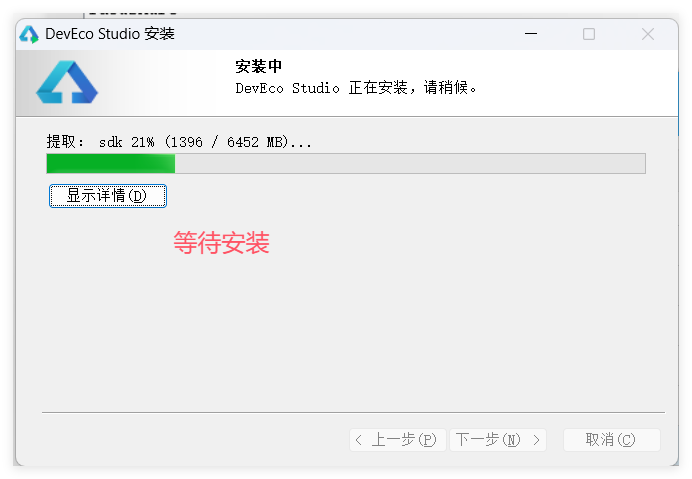 DevEco Studio 安装
安装中
DevEco Studio 正在安装，请稍候。
提取： sdk 21% (1396 / 6452 MB)...
显示详情(D)
等待安装
< 上一步(P)
下一步(N) >
取消(C)